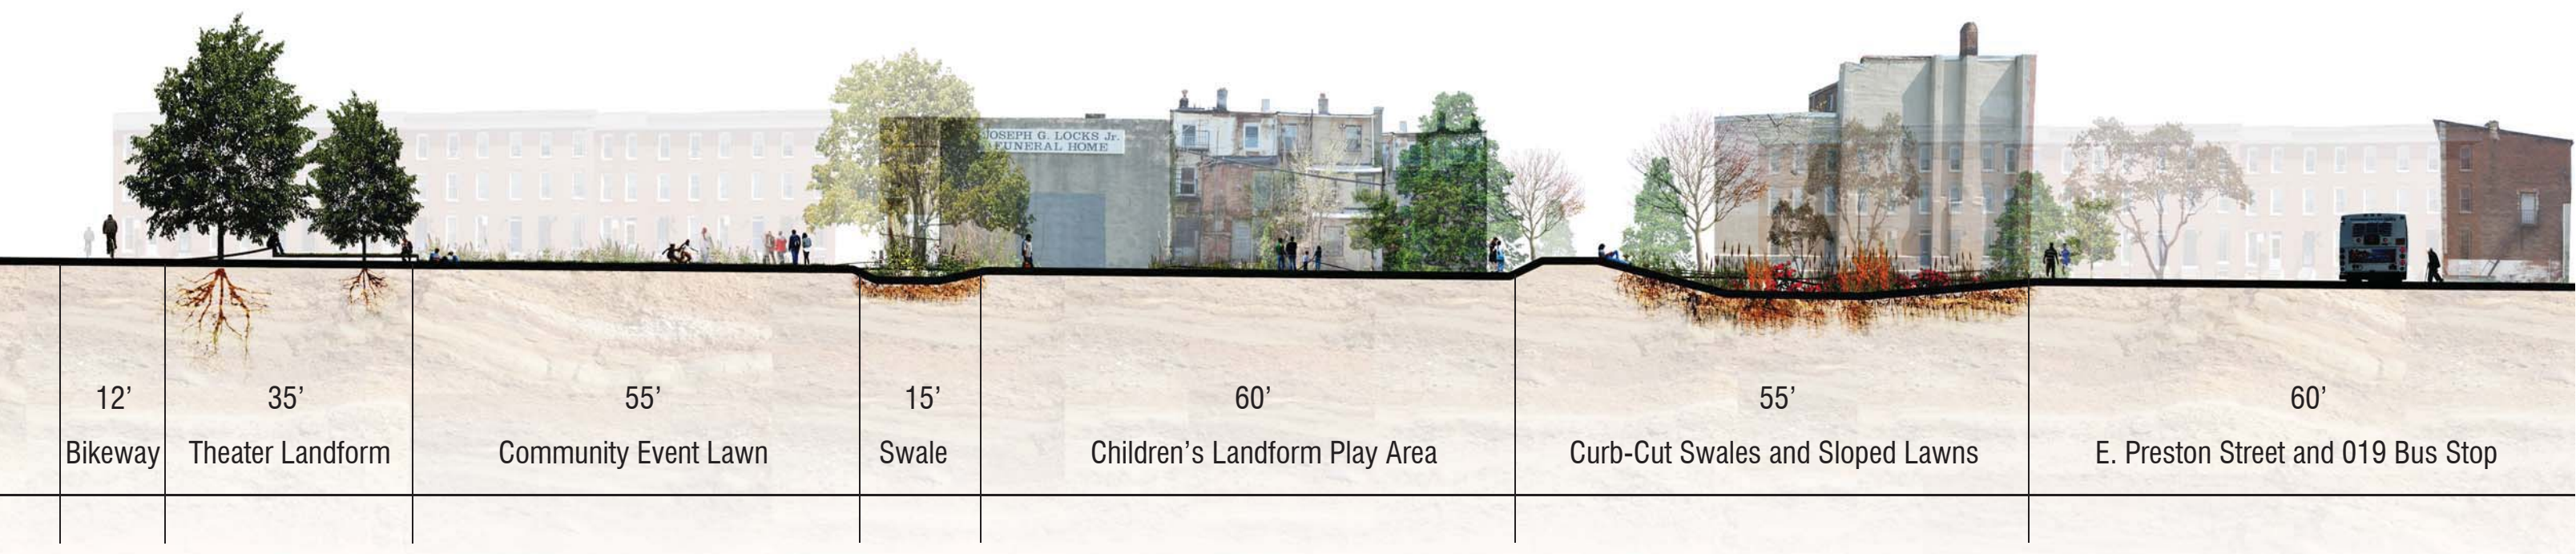 JOSEPH G. LOCKS Jr.
FUNERAL HOME
12’
35’
55’
15’
60’
55’
60’
Bikeway
Theater Landform
Community Event Lawn
Swale
Children’s Landform Play Area
Curb-Cut Swales and Sloped Lawns
E. Preston Street and 019 Bus Stop